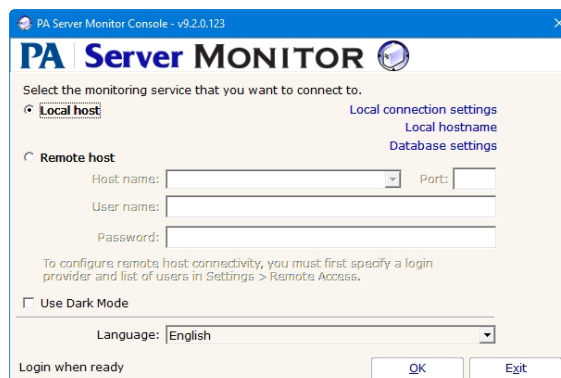 PA Server Monitor Console - v9.2.0.123
PA Server MONITOR
Select the monitoring service that you want to connect to.
Local host
Local connection settings
Local hostname
Database settings
Remote host
Host name:
Port:
User name:
Password:
To configure remote host connectivity, you must first specify a login
provider and list of users in Settings > Remote Access.
Use Dark Mode
Language: English
Login when ready
OK
Exit